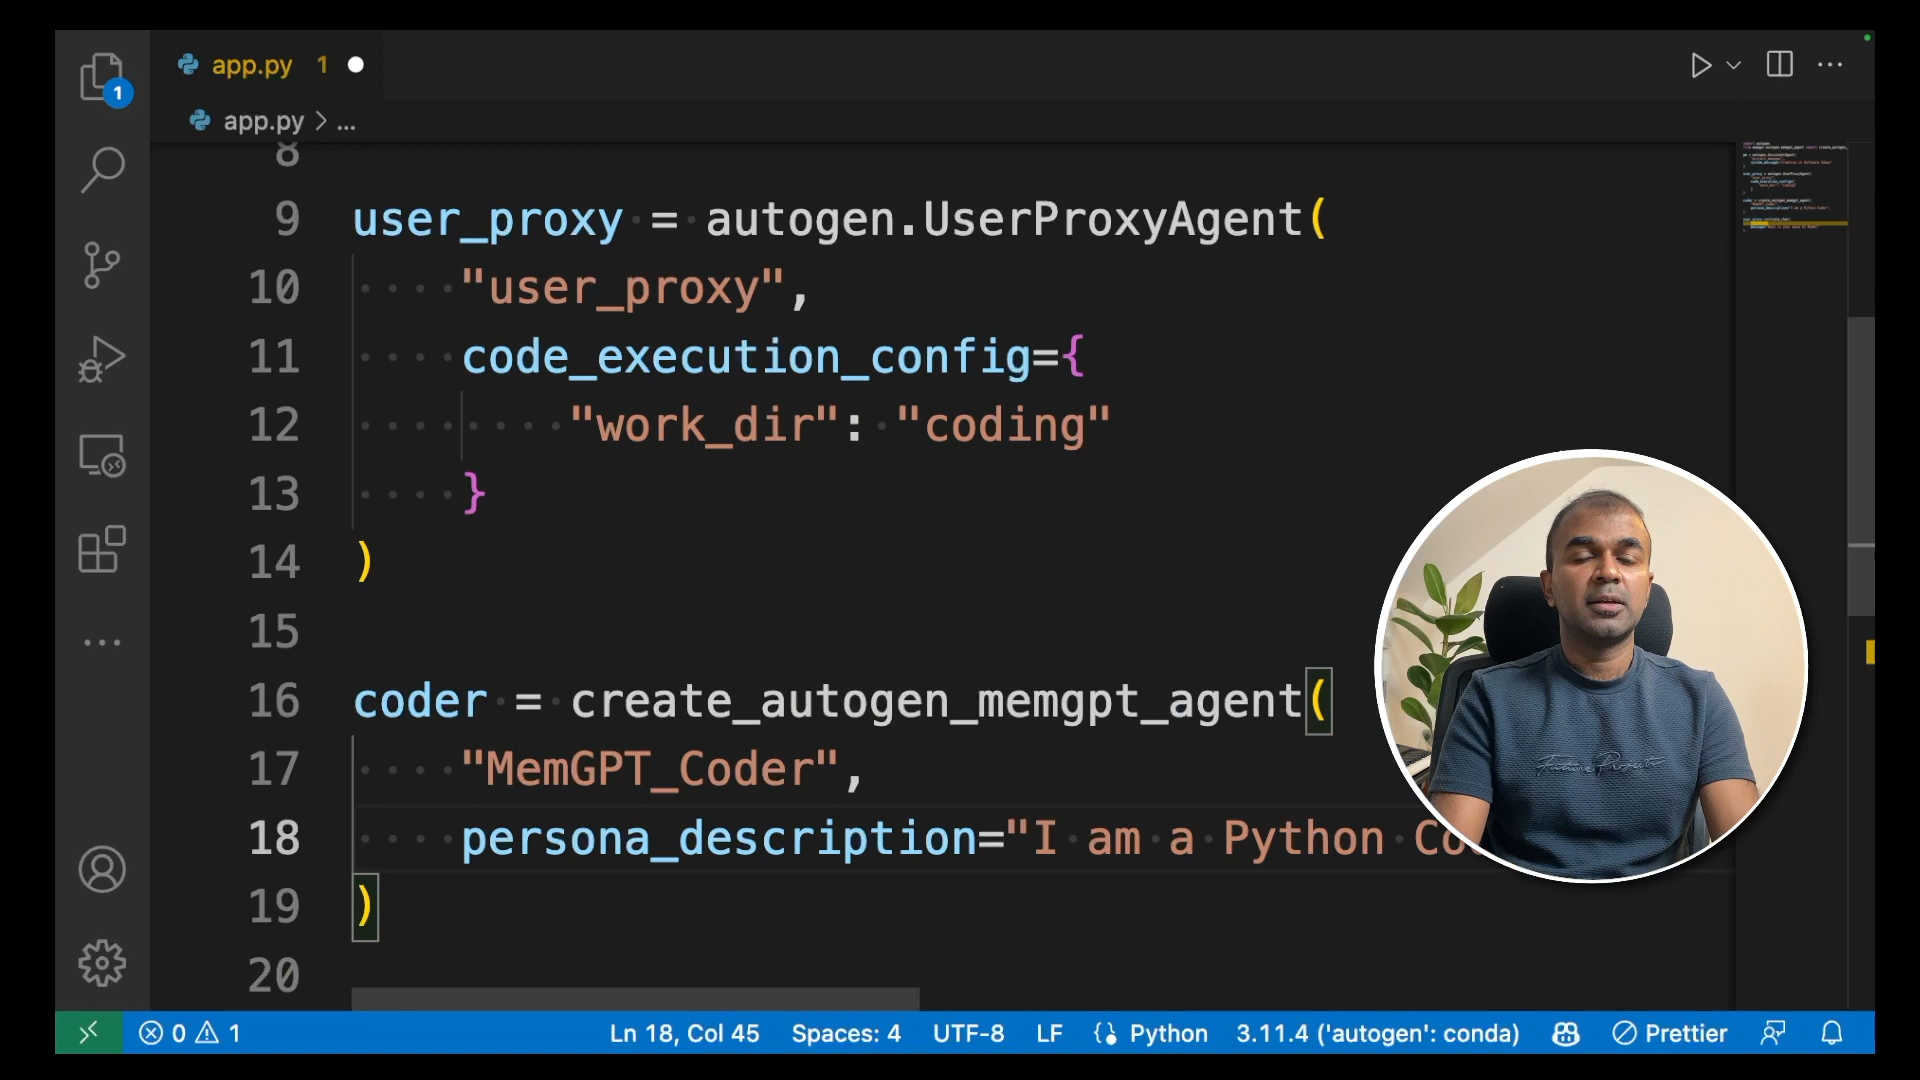 app.py 1
1
app.py > ...
8
9 user_proxy = autogen.UserProxyAgent(
10 "user_proxy",
11 code_execution_config={
12 "work_dir": "coding"
13 }
14 )
15
16 coder = create_autogen_memgpt_agent(
17 "MemGPT_Coder",
18 persona_description="I am a Python Co
19 )
20
0 1 Ln 18, Col 45 Spaces: 4 UTF-8 LF Python 3.11.4 ('autogen': conda) Prettier